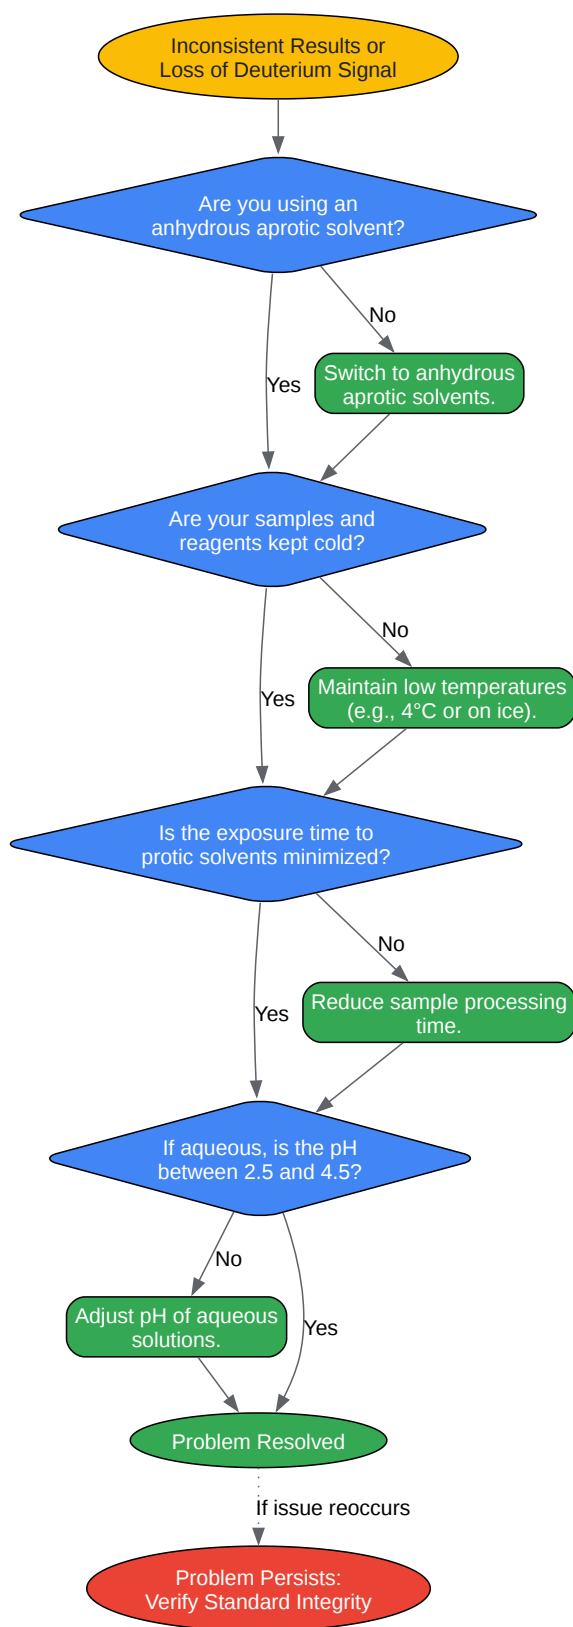 Inconsistent Results or
Loss of Deuterium Signal
Are you using an
anhydrous aprotic solvent?
No
Yes
Switch to anhydrous
aprotic solvents.
Are your samples and
reagents kept cold?
No
Yes
Maintain low temperatures
(e.g., 4°C or on ice).
Is the exposure time to
protic solvents minimized?
No
Yes
Reduce sample processing
time.
If aqueous, is the pH
between 2.5 and 4.5?
No
Yes
Adjust pH of aqueous
solutions.
Problem Resolved
If issue reoccurs
Problem Persists:
Verify Standard Integrity